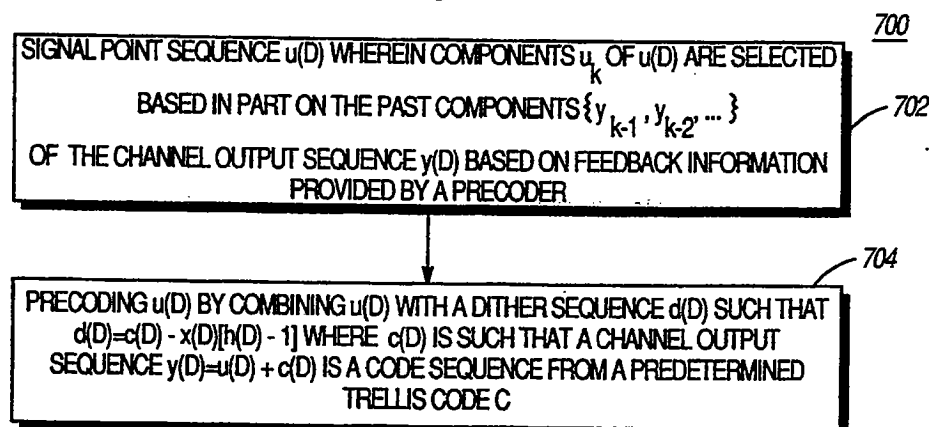 700
SIGNAL POINT SEQUENCE u(D) WHEREIN COMPONENTS u_k OF u(D) ARE SELECTED
BASED IN PART ON THE PAST COMPONENTS {y_k-1, y_k-2, ... }
OF THE CHANNEL OUTPUT SEQUENCE y(D) BASED ON FEEDBACK INFORMATION
PROVIDED BY A PRECODER
702
704
PRECODING u(D) BY COMBINING u(D) WITH A DITHER SEQUENCE d(D) SUCH THAT
d(D)=c(D) - x(D)[h(D) - 1] WHERE c(D) IS SUCH THAT A CHANNEL OUTPUT
SEQUENCE y(D)=u(D) + c(D) IS A CODE SEQUENCE FROM A PREDETERMINED
TRELLIS CODE C